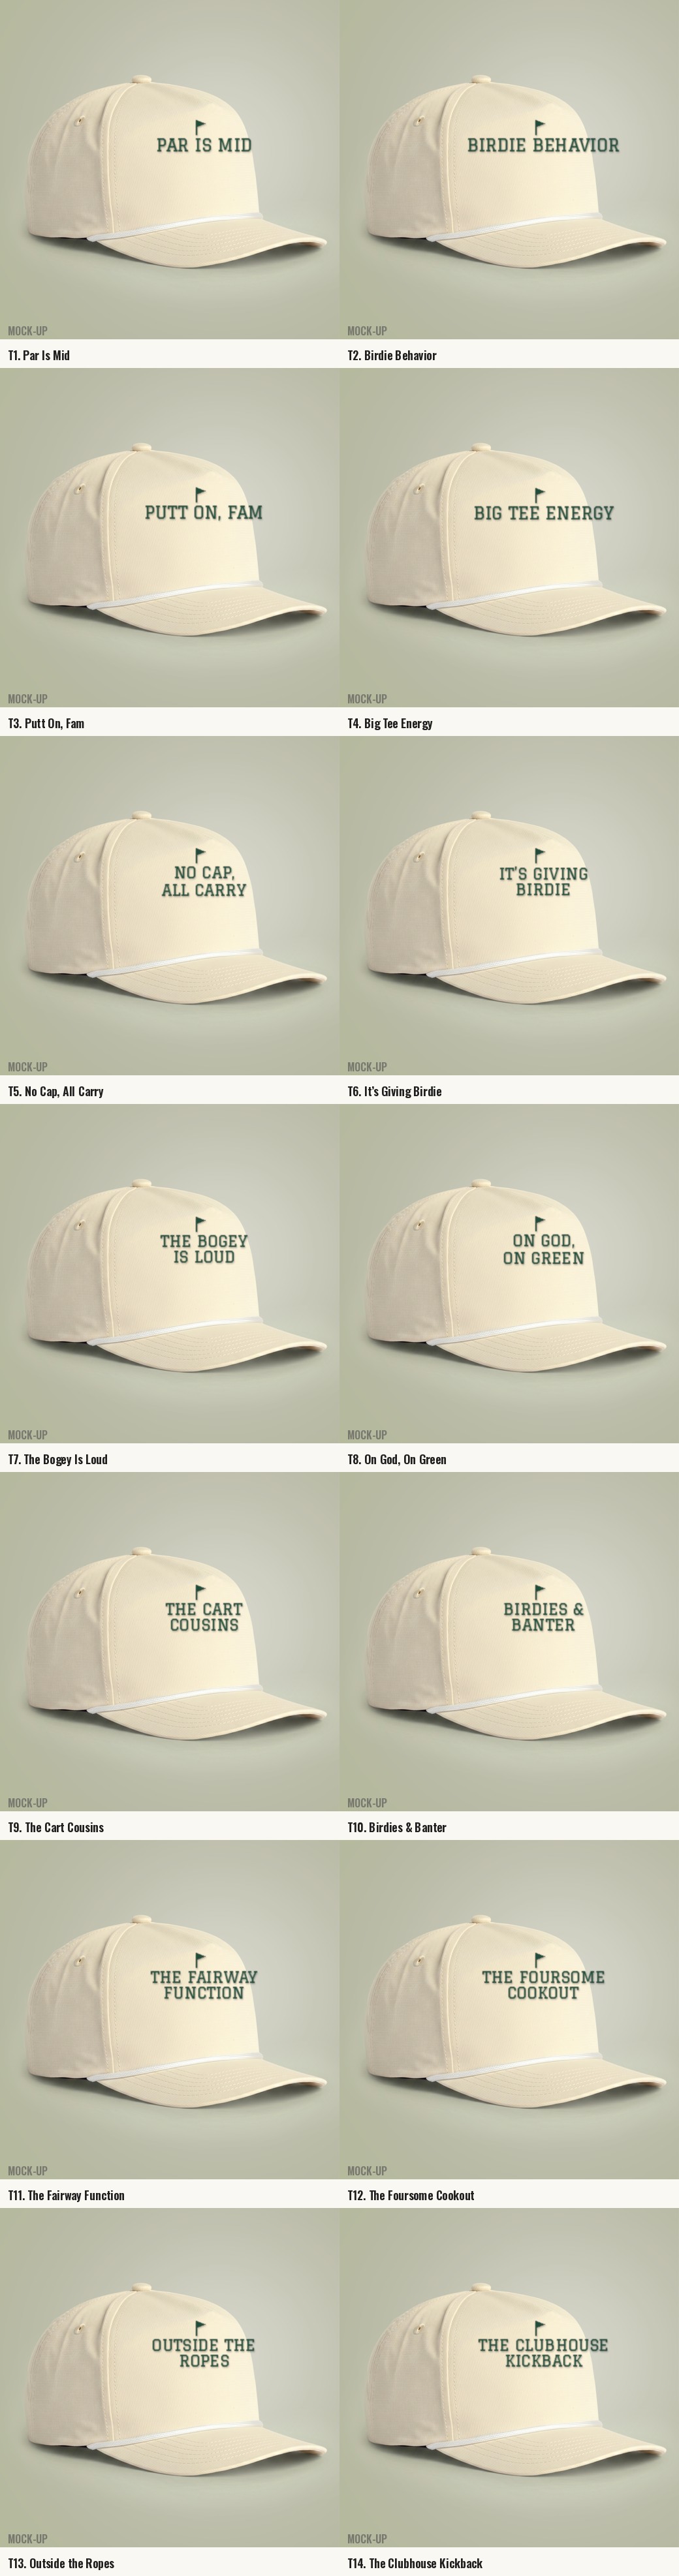 PAR IS MID
BIRDIE BEHAVIOR
MOCK-UP
MOCK-UP
T1. Par Is Mid
T2. Birdie Behavior
PUTT ON, FAM
BIG TEE ENERGY
MOCK-UP
MOCK-UP
T3. Putt On, Fam
T4. Big Tee Energy
NO CAP,
ALL CARRY
IT'S GIVING
BIRDIE
MOCK-UP
MOCK-UP
T5. No Cap, All Carry
T6. It's Giving Birdie
THE BOGEY
IS LOUD
ON GOD,
ON GREEN
MOCK-UP
MOCK-UP
T7. The Bogey Is Loud
T8. On God, On Green
THE CART
COUSINS
BIRDIES &
BANTER
MOCK-UP
MOCK-UP
T9. The Cart Cousins
T10. Birdies & Banter
THE FAIRWAY
FUNCTION
THE FOURSOME
COOKOUT
MOCK-UP
MOCK-UP
T11. The Fairway Function
T12. The Foursome Cookout
OUTSIDE THE
ROPES
THE CLUBHOUSE
KICKBACK
MOCK-UP
MOCK-UP
T13. Outside the Ropes
T14. The Clubhouse Kickback